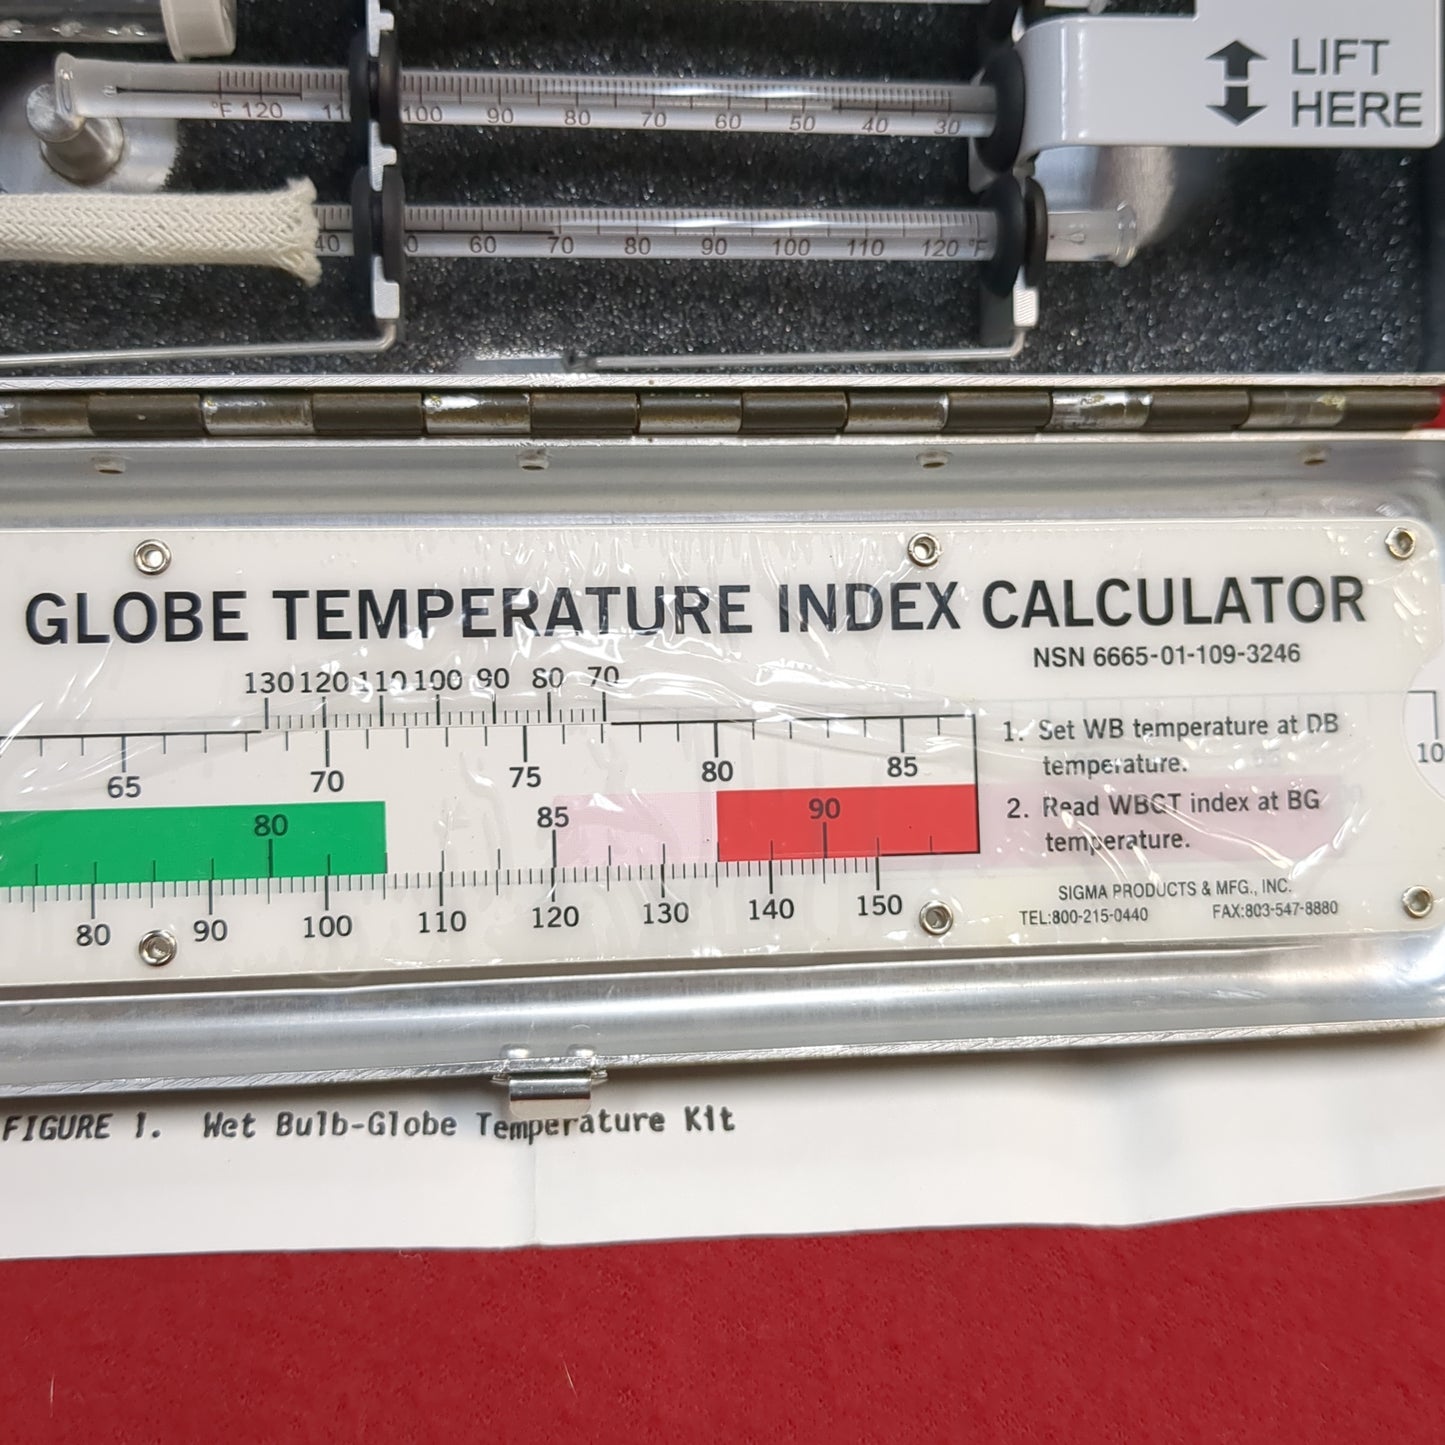 LIFT
HERE
°F 120 11 100 90 80 70 60 50 40 30
40 0 60 70 80 90 100 110 120 °F
GLOBE TEMPERATURE INDEX CALCULATOR
NSN 6665-01-109-3246
130 120 110 100 90 80 70
65 70 75 80 85
80 85 90
80 90 100 110 120 130 140 150
1. Set WB temperature at DB
temperature.
2. Read WBGT index at BG
temperature.
10
SIGMA PRODUCTS & MFG., INC.
TEL:800-215-0440 FAX:803-547-8880
FIGURE 1. Wet Bulb-Globe Temperature Kit